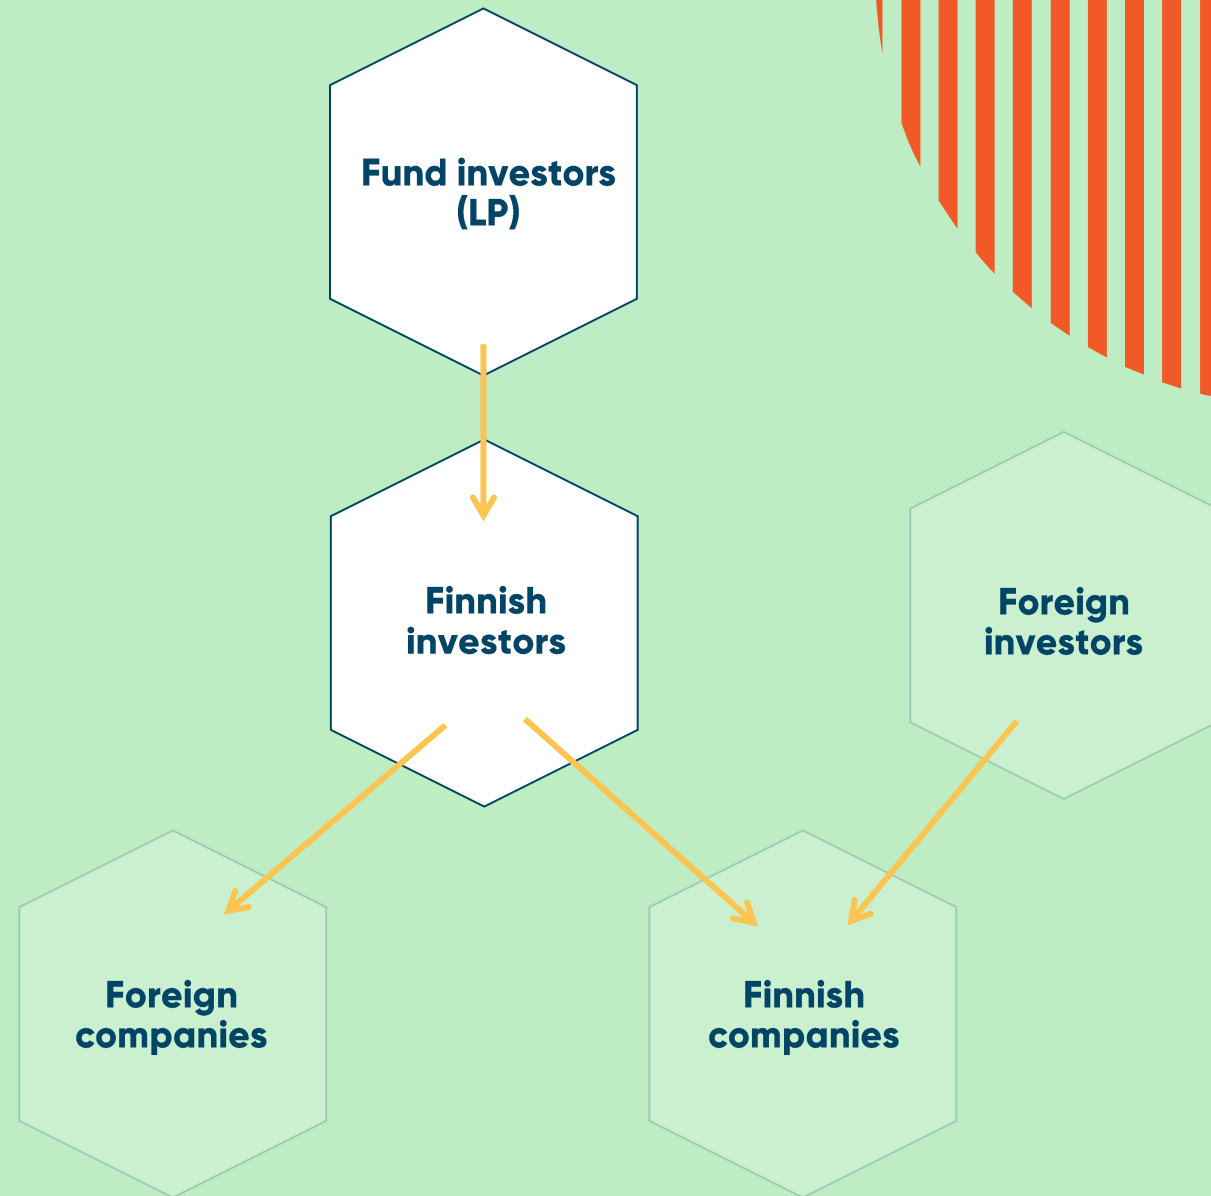 Fund investors
(LP)
Finnish
investors
Foreign
investors
Foreign
companies
Finnish
companies